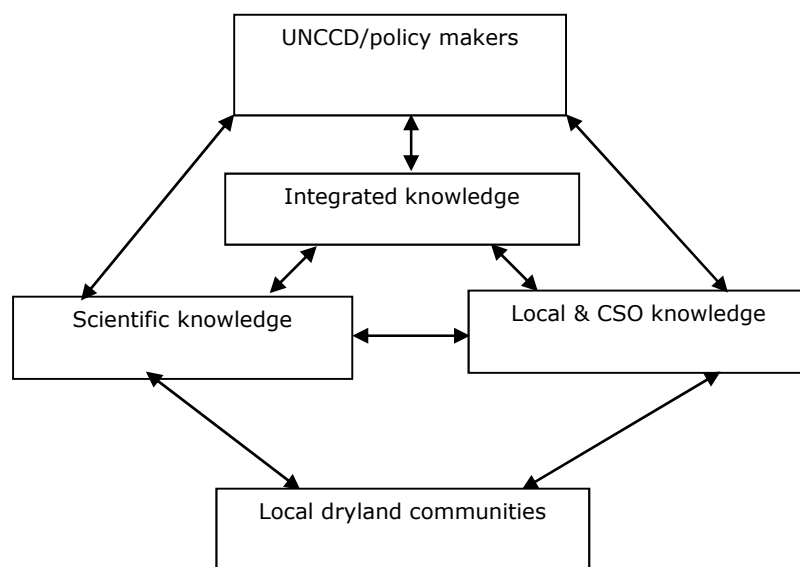 UNCCD/policy makers
Integrated knowledge
Scientific knowledge
Local & CSO knowledge
Local dryland communities